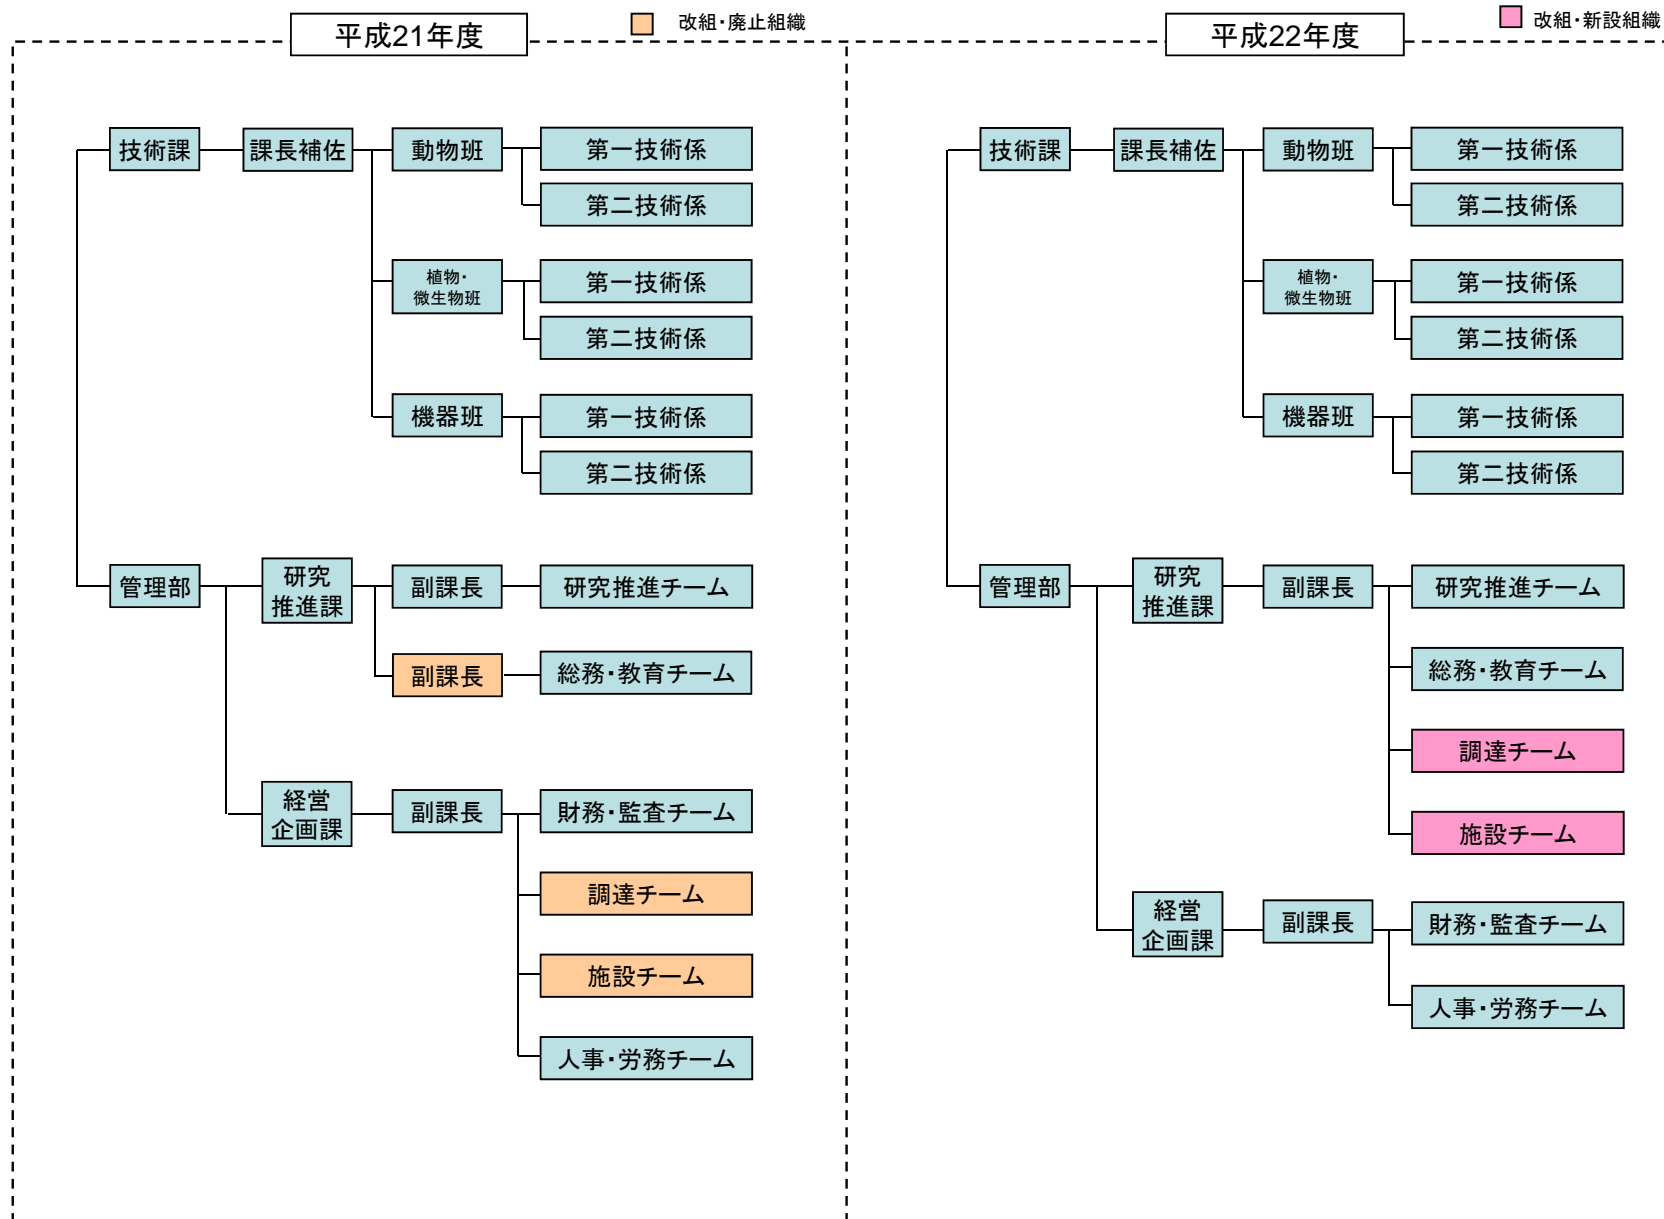 平成21年度
改組・廃止組織
技術課
課長補佐
動物班
第一技術係
第二技術係
植物・
微生物班
第一技術係
第二技術係
機器班
第一技術係
第二技術係
管理部
研究
推進課
副課長
研究推進チーム
副課長
総務・教育チーム
経営
企画課
副課長
財務・監査チーム
調達チーム
施設チーム
人事・労務チーム
平成22年度
改組・新設組織
技術課
課長補佐
動物班
第一技術係
第二技術係
植物・
微生物班
第一技術係
第二技術係
機器班
第一技術係
第二技術係
管理部
研究
推進課
副課長
研究推進チーム
総務・教育チーム
調達チーム
施設チーム
経営
企画課
副課長
財務・監査チーム
人事・労務チーム